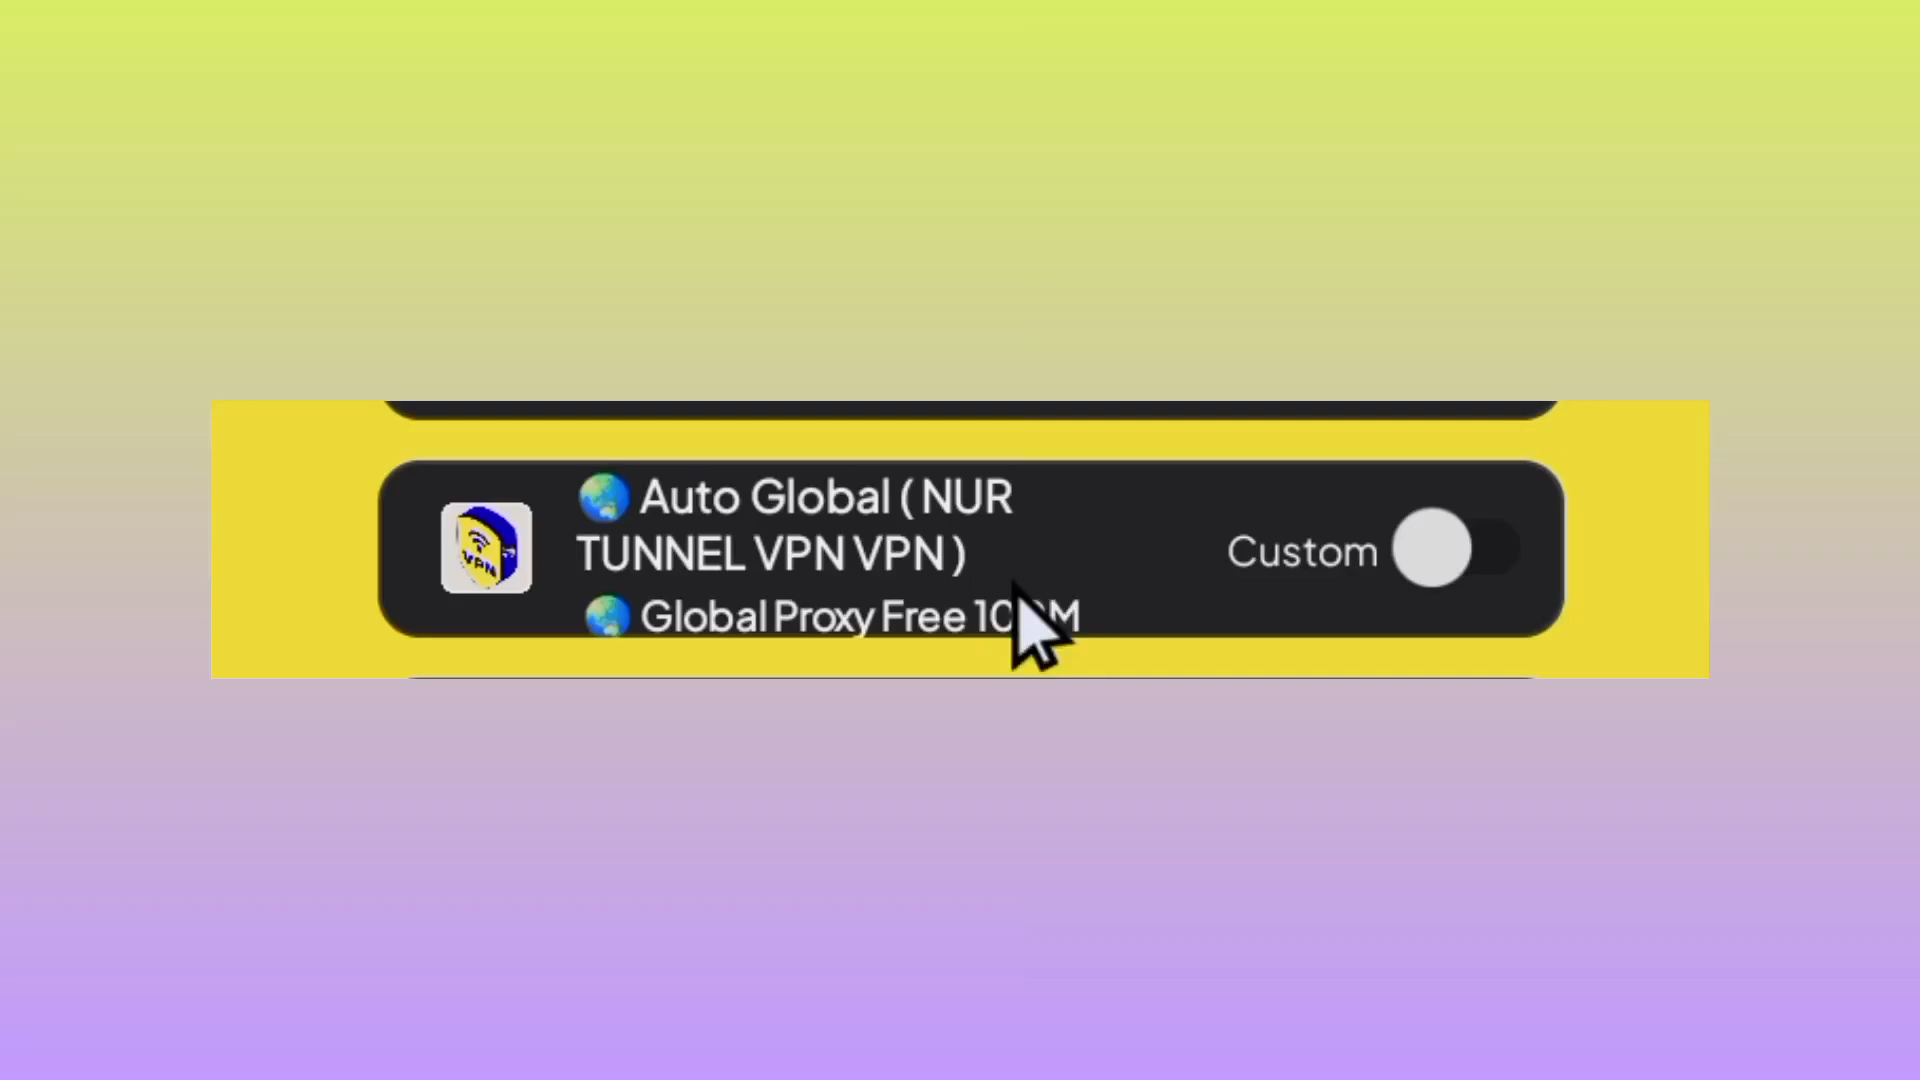 🌏 Auto Global ( NUR
TUNNEL VPN VPN )
🌏 Global Proxy Free
Custom
VPN